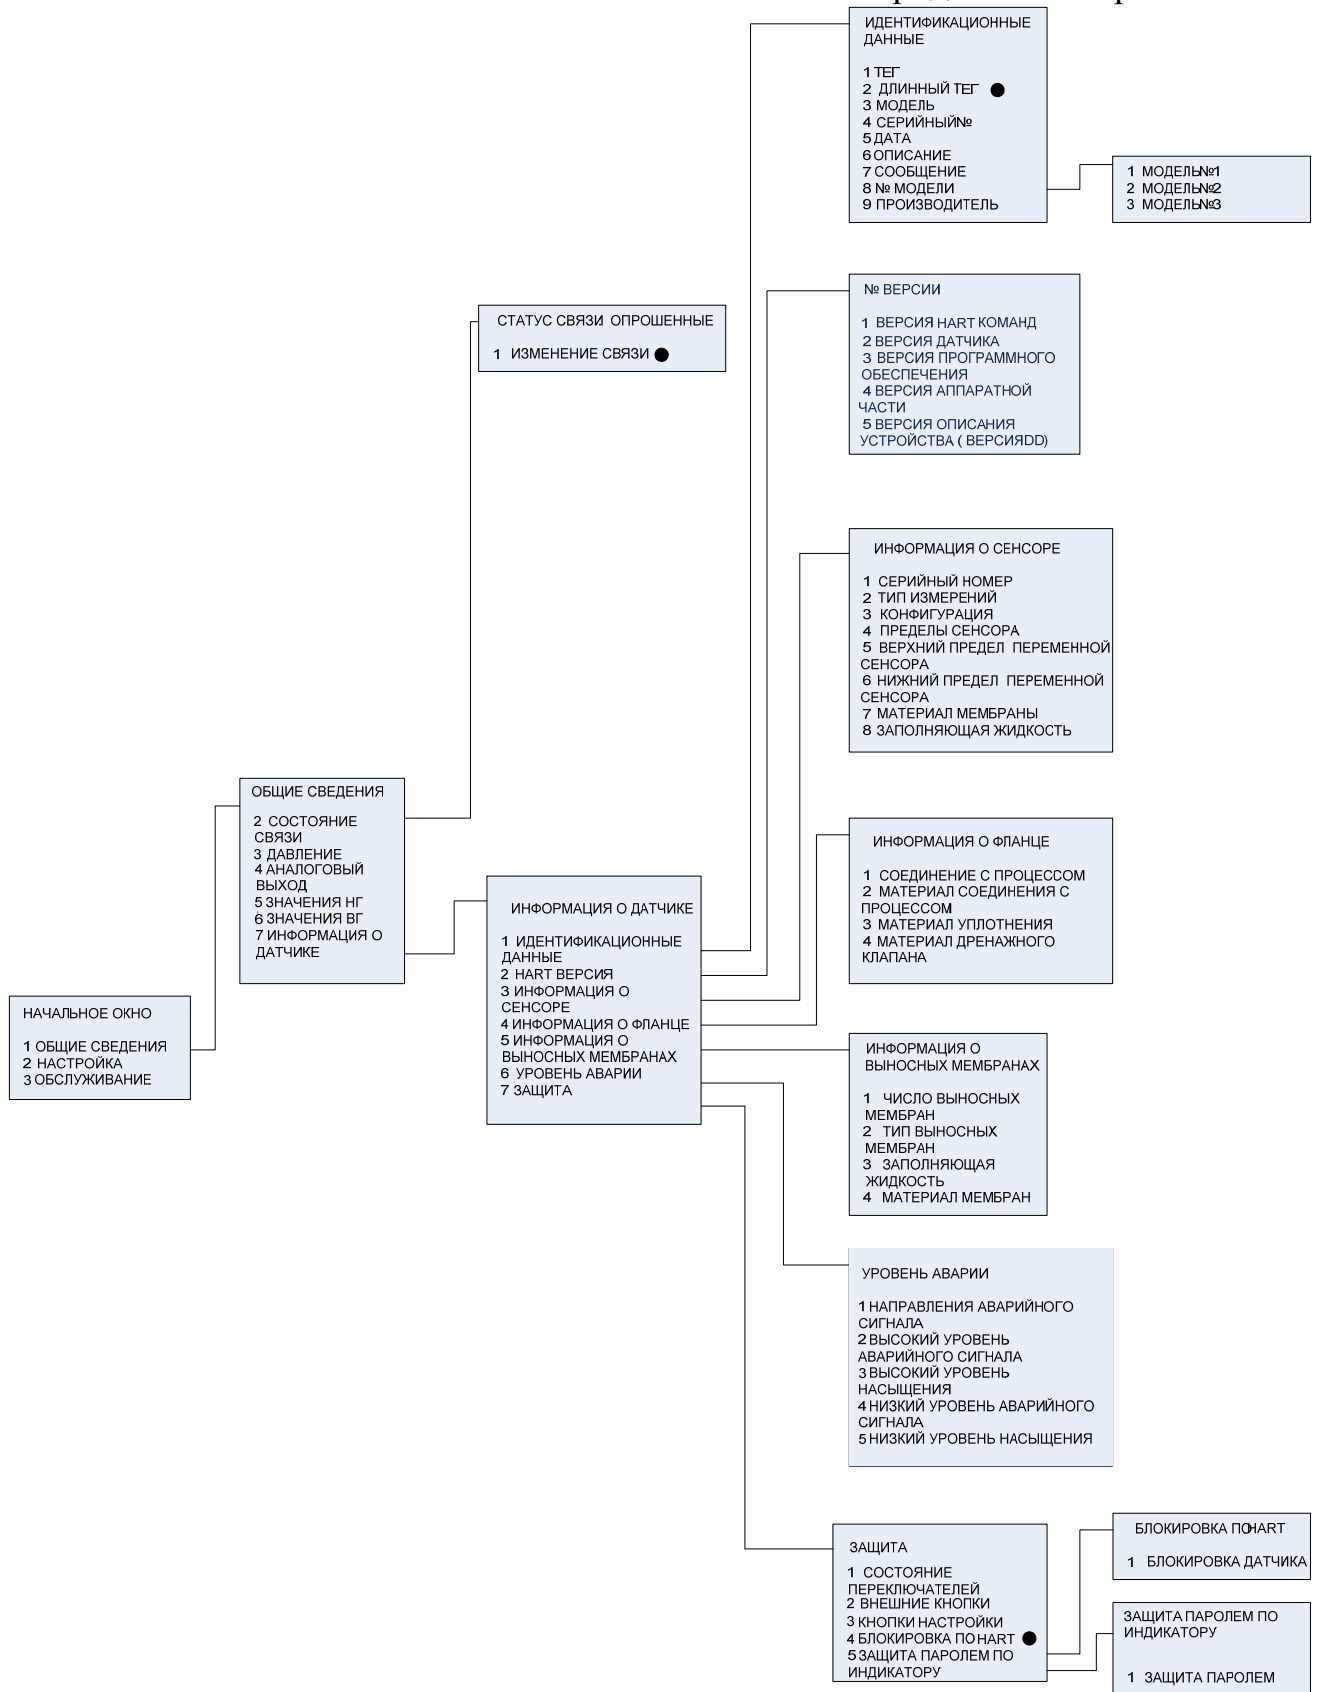 ИДЕНТИФИКАЦИОННЫЕ
ДАННЫЕ
1 ТЕГ
2 ДЛИННЫЙ ТЕГ ●
3 МОДЕЛЬ
4 СЕРИЙНЫЙ№
5 ДАТА
6 ОПИСАНИЕ
7 СООБЩЕНИЕ
8 № МОДЕЛИ
9 ПРОИЗВОДИТЕЛЬ
1 МОДЕЛЬ№1
2 МОДЕЛЬ№2
3 МОДЕЛЬ№3
№ ВЕРСИИ
1 ВЕРСИЯ HART КОМАНД
2 ВЕРСИЯ ДАТЧИКА
3 ВЕРСИЯ ПРОГРАММНОГО
ОБЕСПЕЧЕНИЯ
4 ВЕРСИЯ АППАРАТНОЙ
ЧАСТИ
5 ВЕРСИЯ ОПИСАНИЯ
УСТРОЙСТВА ( ВЕРСИЯDD)
СТАТУС СВЯЗИ ОПРОШЕННЫЕ
1 ИЗМЕНЕНИЕ СВЯЗИ ●
ИНФОРМАЦИЯ О СЕНСОРЕ
1 СЕРИЙНЫЙ НОМЕР
2 ТИП ИЗМЕРЕНИЙ
3 КОНФИГУРАЦИЯ
4 ПРЕДЕЛЫ СЕНСОРА
5 ВЕРХНИЙ ПРЕДЕЛ ПЕРЕМЕННОЙ
СЕНСОРА
6 НИЖНИЙ ПРЕДЕЛ ПЕРЕМЕННОЙ
СЕНСОРА
7 МАТЕРИАЛ МЕМБРАНЫ
8 ЗАПОЛНЯЮЩАЯ ЖИДКОСТЬ
ОБЩИЕ СВЕДЕНИЯ
2 СОСТОЯНИЕ
СВЯЗИ
3 ДАВЛЕНИЕ
4 АНАЛОГОВЫЙ
ВЫХОД
5 ЗНАЧЕНИЯ НГ
6 ЗНАЧЕНИЯ ВГ
7 ИНФОРМАЦИЯ О
ДАТЧИКЕ
ИНФОРМАЦИЯ О ФЛАНЦЕ
1 СОЕДИНЕНИЕ С ПРОЦЕССОМ
2 МАТЕРИАЛ СОЕДИНЕНИЯ С
ПРОЦЕССОМ
3 МАТЕРИАЛ УПЛОТНЕНИЯ
4 МАТЕРИАЛ ДРЕНАЖНОГО
КЛАПАНА
ИНФОРМАЦИЯ О ДАТЧИКЕ
1 ИДЕНТИФИКАЦИОННЫЕ
ДАННЫЕ
2 HART ВЕРСИЯ
3 ИНФОРМАЦИЯ О
СЕНСОРЕ
4 ИНФОРМАЦИЯ О ФЛАНЦЕ
5 ИНФОРМАЦИЯ О
ВЫНОСНЫХ МЕМБРАНАХ
6 УРОВЕНЬ АВАРИИ
7 ЗАЩИТА
НАЧАЛЬНОЕ ОКНО
1 ОБЩИЕ СВЕДЕНИЯ
2 НАСТРОЙКА
3 ОБСЛУЖИВАНИЕ
ИНФОРМАЦИЯ О
ВЫНОСНЫХ МЕМБРАНАХ
1 ЧИСЛО ВЫНОСНЫХ
МЕМБРАН
2 ТИП ВЫНОСНЫХ
МЕМБРАН
3 ЗАПОЛНЯЮЩАЯ
ЖИДКОСТЬ
4 МАТЕРИАЛ МЕМБРАН
УРОВЕНЬ АВАРИИ
1 НАПРАВЛЕНИЯ АВАРИЙНОГО
СИГНАЛА
2 ВЫСОКИЙ УРОВЕНЬ
АВАРИЙНОГО СИГНАЛА
3 ВЫСОКИЙ УРОВЕНЬ
НАСЫЩЕНИЯ
4 НИЗКИЙ УРОВЕНЬ АВАРИЙНОГО
СИГНАЛА
5 НИЗКИЙ УРОВЕНЬ НАСЫЩЕНИЯ
ЗАЩИТА
1 СОСТОЯНИЕ
ПЕРЕКЛЮЧАТЕЛЕЙ
2 ВНЕШНИЕ КНОПКИ
3 КНОПКИ НАСТРОЙКИ
4 БЛОКИРОВКА ПО HART ●
5 ЗАЩИТА ПАРОЛЕМ ПО
ИНДИКАТОРУ
БЛОКИРОВКА ПО HART
1 БЛОКИРОВКА ДАТЧИКА
ЗАЩИТА ПАРОЛЕМ ПО
ИНДИКАТОРУ
1 ЗАЩИТА ПАРОЛЕМ